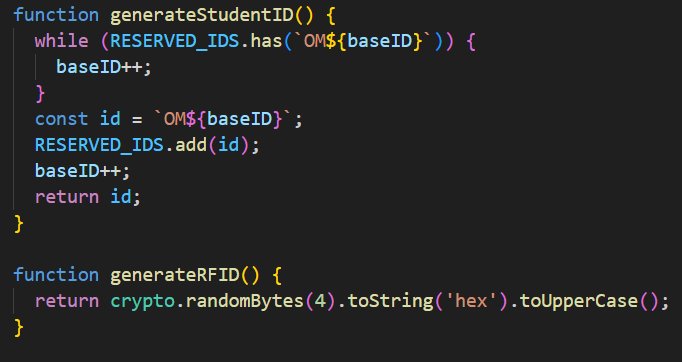 function generateStudentID() {
  while (RESERVED_IDS.has(`OM${baseID}`)) {
    baseID++;
  }
  const id = `OM${baseID}`;
  RESERVED_IDS.add(id);
  baseID++;
  return id;
}

function generateRFID() {
  return crypto.randomBytes(4).toString('hex').toUpperCase();
}